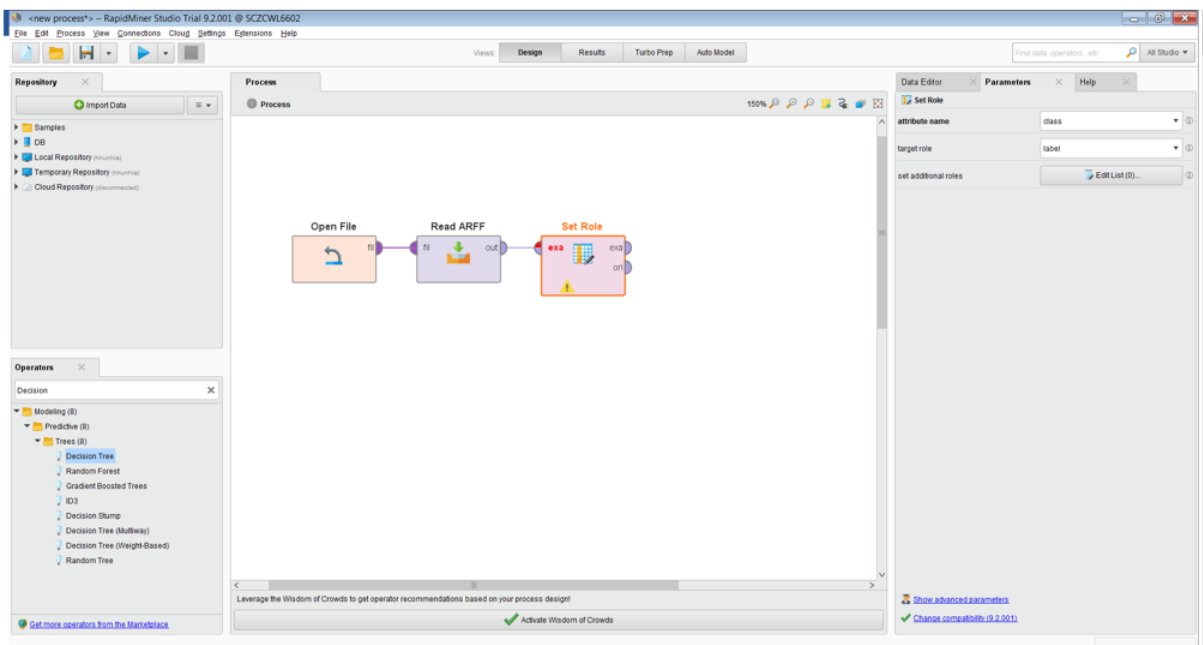 <new process*> – RapidMiner Studio Trial 9.2.001 @ SCZCWL6602
File Edit Process View Connections Cloud Settings Extensions Help
Views: Design Results Turbo Prep Auto Model
Find data, operators...etc
All Studio
Repository
Import Data
Samples
DB
Local Repository (hhunhla)
Temporary Repository (hhunhla)
Cloud Repository (disconnected)
Operators
Decision
Modeling (8)
Predictive (8)
Trees (8)
Decision Tree
Random Forest
Gradient Boosted Trees
ID3
Decision Stump
Decision Tree (Multiway)
Decision Tree (Weight-Based)
Random Tree
Get more operators from the Marketplace
Process
Process
150%
Open File
fil
Read ARFF
fil
out
Set Role
exa
exa
ori
Leverage the Wisdom of Crowds to get operator recommendations based on your process design!
Activate Wisdom of Crowds
Data Editor Parameters Help
Set Role
attribute name class
target role label
set additional roles Edit List (0)...
Show advanced parameters
Change compatibility (9.2.001)